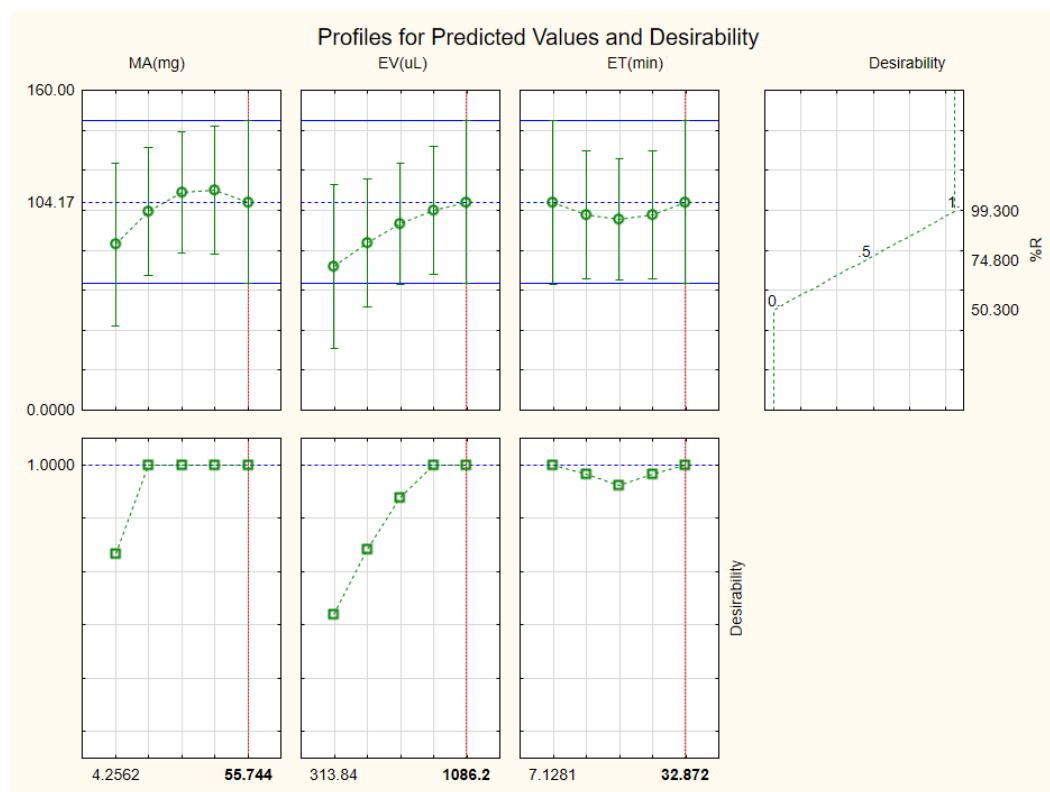 Profiles for Predicted Values and Desirability
MA(mg) EV(uL) ET(min) Desirability
160.00
104.17
0.0000
1. 99.300
.5 74.800
0. 50.300
%R
1.0000
Desirability
4.2562 55.744 313.84 1086.2 7.1281 32.872